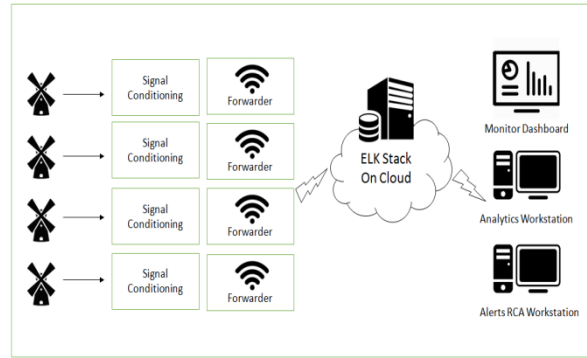 Signal
Conditioning
Forwarder
Signal
Conditioning
Forwarder
Signal
Conditioning
Forwarder
Signal
Conditioning
Forwarder
ELK Stack
On Cloud
Monitor Dashboard
Analytics Workstation
Alerts RCA Workstation